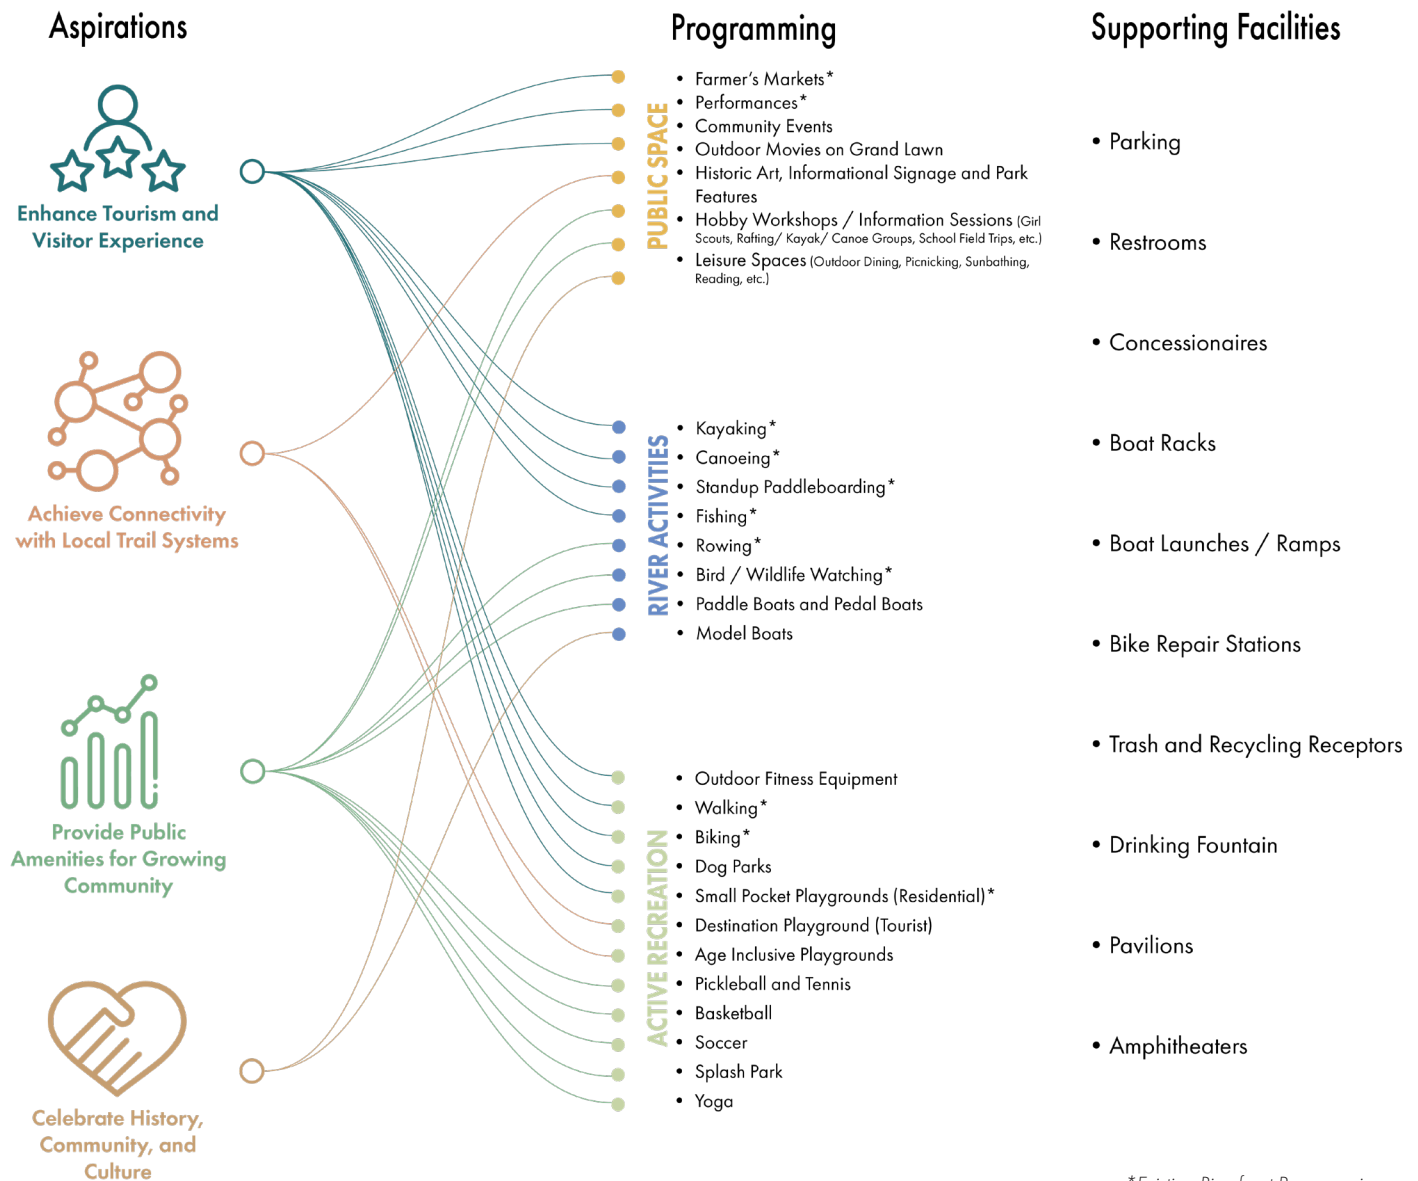 Aspirations
Enhance Tourism and
Visitor Experience
Achieve Connectivity
with Local Trail Systems
Provide Public
Amenities for Growing
Community
Celebrate History,
Community, and
Culture
Programming
PUBLIC SPACE
• Farmer's Markets*
• Performances*
• Community Events
• Outdoor Movies on Grand Lawn
• Historic Art, Informational Signage and Park
Features
• Hobby Workshops / Information Sessions (Girl
Scouts, Rafting/ Kayak/ Canoe Groups, School Field Trips, etc.)
• Leisure Spaces (Outdoor Dining, Picnicking, Sunbathing,
Reading, etc.)
RIVER ACTIVITIES
• Kayaking*
• Canoeing*
• Standup Paddleboarding*
• Fishing*
• Rowing*
• Bird / Wildlife Watching*
• Paddle Boats and Pedal Boats
• Model Boats
ACTIVE RECREATION
• Outdoor Fitness Equipment
• Walking*
• Biking*
• Dog Parks
• Small Pocket Playgrounds (Residential)*
• Destination Playground (Tourist)
• Age Inclusive Playgrounds
• Pickleball and Tennis
• Basketball
• Soccer
• Splash Park
• Yoga
Supporting Facilities
• Parking
• Restrooms
• Concessionaires
• Boat Racks
• Boat Launches / Ramps
• Bike Repair Stations
• Trash and Recycling Receptors
• Drinking Fountain
• Pavilions
• Amphitheaters